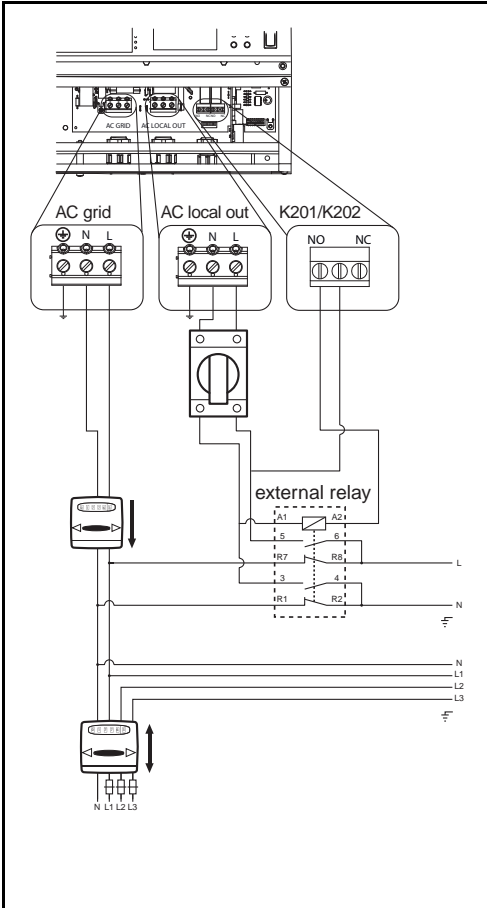 AC GRID AC LOCAL OUT
AC grid AC local out K201/K202
N L N L NO NC
external relay
A1 A2
5 6
R7 R8 L
3 4
R1 R2 N
N
L1
L2
L3
N L1 L2 L3